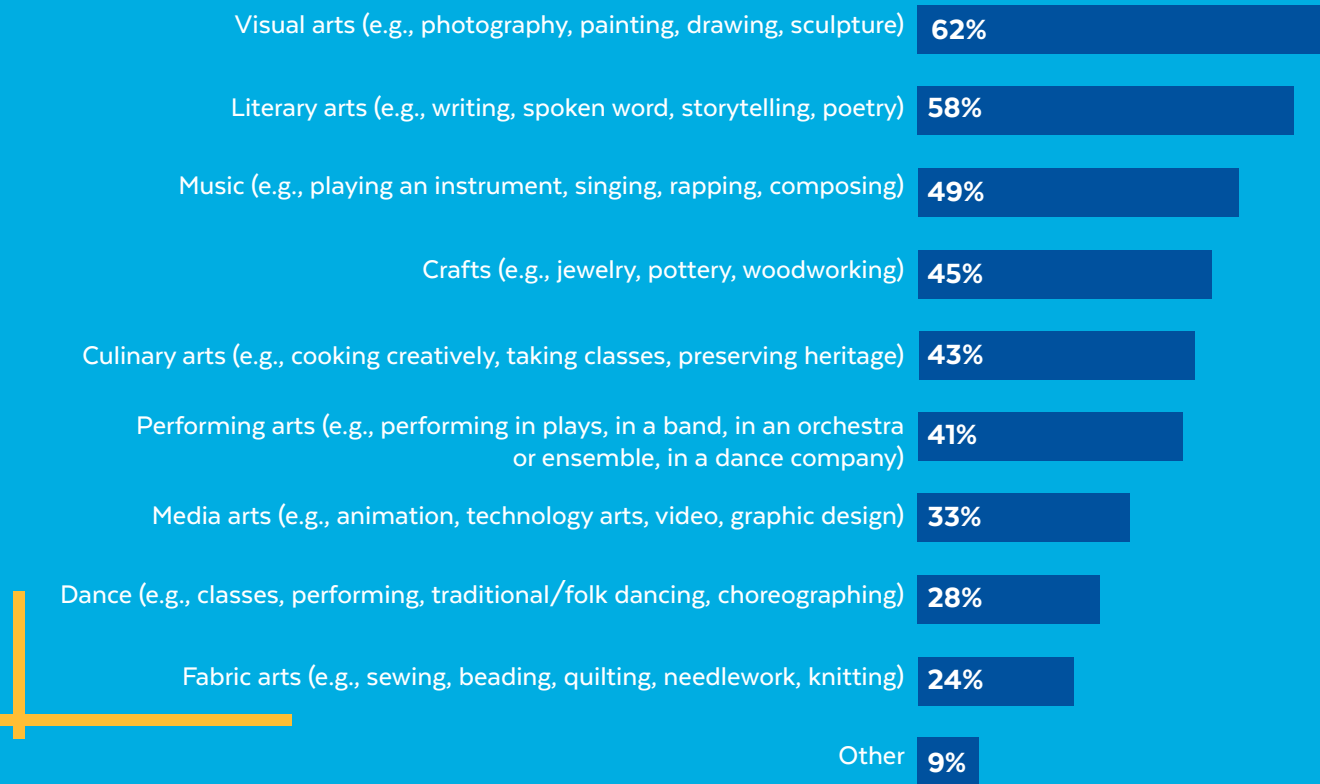 Visual arts (e.g., photography, painting, drawing, sculpture) 62%
Literary arts (e.g., writing, spoken word, storytelling, poetry) 58%
Music (e.g., playing an instrument, singing, rapping, composing) 49%
Crafts (e.g., jewelry, pottery, woodworking) 45%
Culinary arts (e.g., cooking creatively, taking classes, preserving heritage) 43%
Performing arts (e.g., performing in plays, in a band, in an orchestra
or ensemble, in a dance company) 41%
Media arts (e.g., animation, technology arts, video, graphic design) 33%
Dance (e.g., classes, performing, traditional/folk dancing, choreographing) 28%
Fabric arts (e.g., sewing, beading, quilting, needlework, knitting) 24%
Other 9%